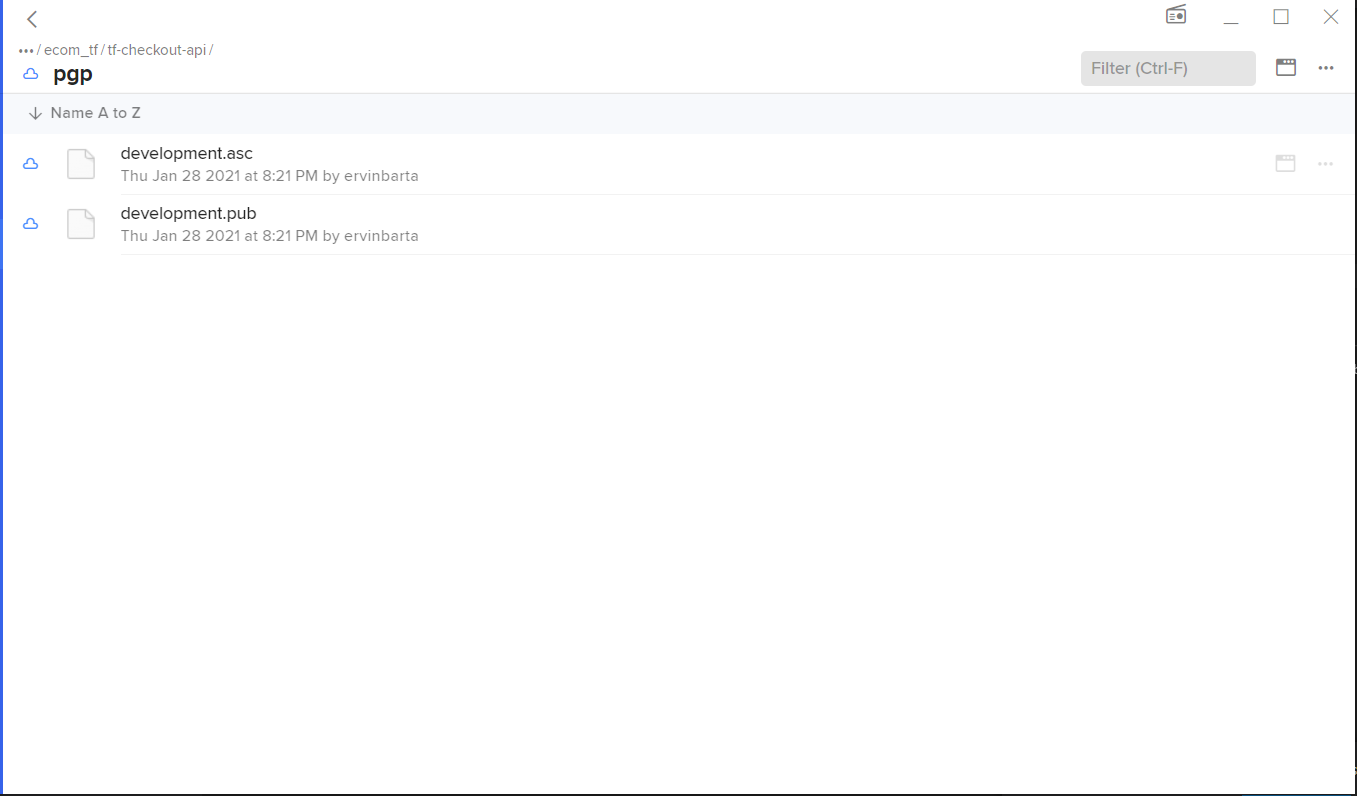 ••• / ecom_tf / tf-checkout-api /
pgp
Filter (Ctrl-F)
Name A to Z
development.asc
Thu Jan 28 2021 at 8:21 PM by ervinbarta
development.pub
Thu Jan 28 2021 at 8:21 PM by ervinbarta